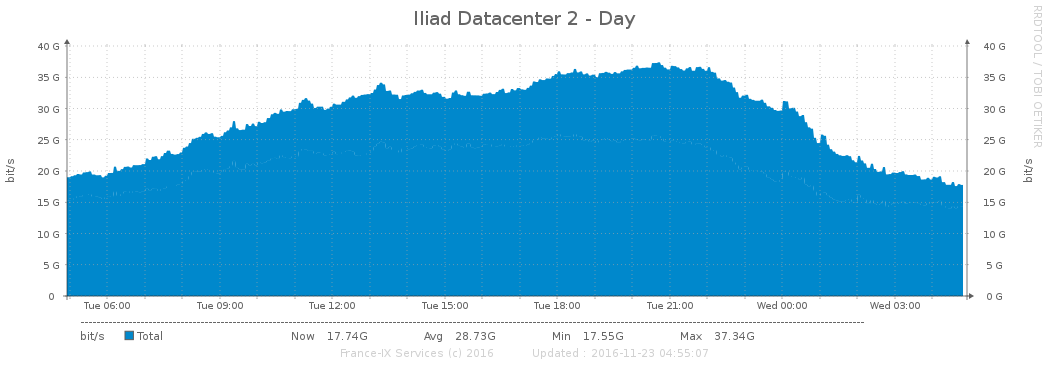 Iliad Datacenter 2 - Day
RRDTOOL / TOBI OETIKER
40 G 40 G
35 G 35 G
30 G 30 G
25 G 25 G
20 G 20 G
15 G 15 G
10 G 10 G
5 G 5 G
0 0 G
bit/s
bit/s
Tue 06:00 Tue 09:00 Tue 12:00 Tue 15:00 Tue 18:00 Tue 21:00 Wed 00:00 Wed 03:00
bit/s Total Now 17.74G Avg 28.73G Min 17.55G Max 37.34G
France-IX Services (c) 2016 Updated : 2016-11-23 04:55:07